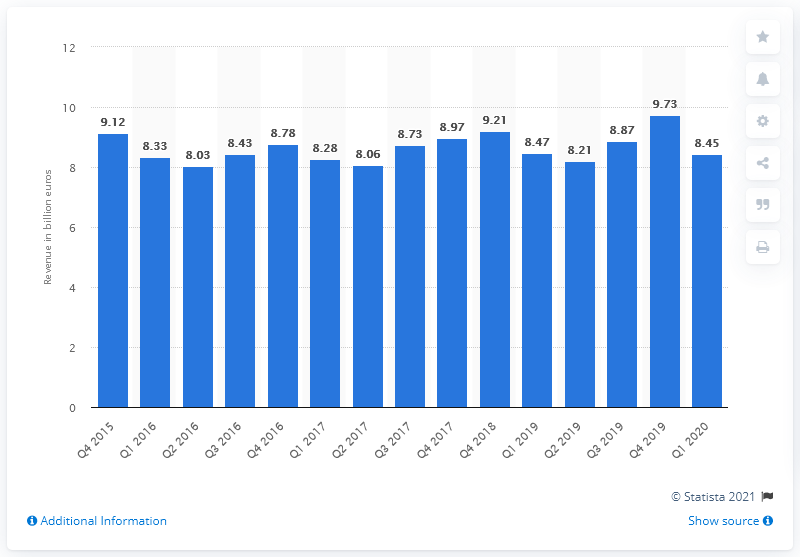 12
10
8
6
4
2
0
Revenue in billion euros
9.12
8.33
8.03
8.43
8.78
8.28
8.06
8.73
8.97
9.21
8.47
8.21
8.87
9.73
8.45
Q4 2015
Q1 2016
Q2 2016
Q3 2016
Q4 2016
Q1 2017
Q2 2017
Q3 2017
Q4 2017
Q4 2018
Q1 2019
Q2 2019
Q3 2019
Q4 2019
Q1 2020
© Statista 2021
Additional Information
Show source